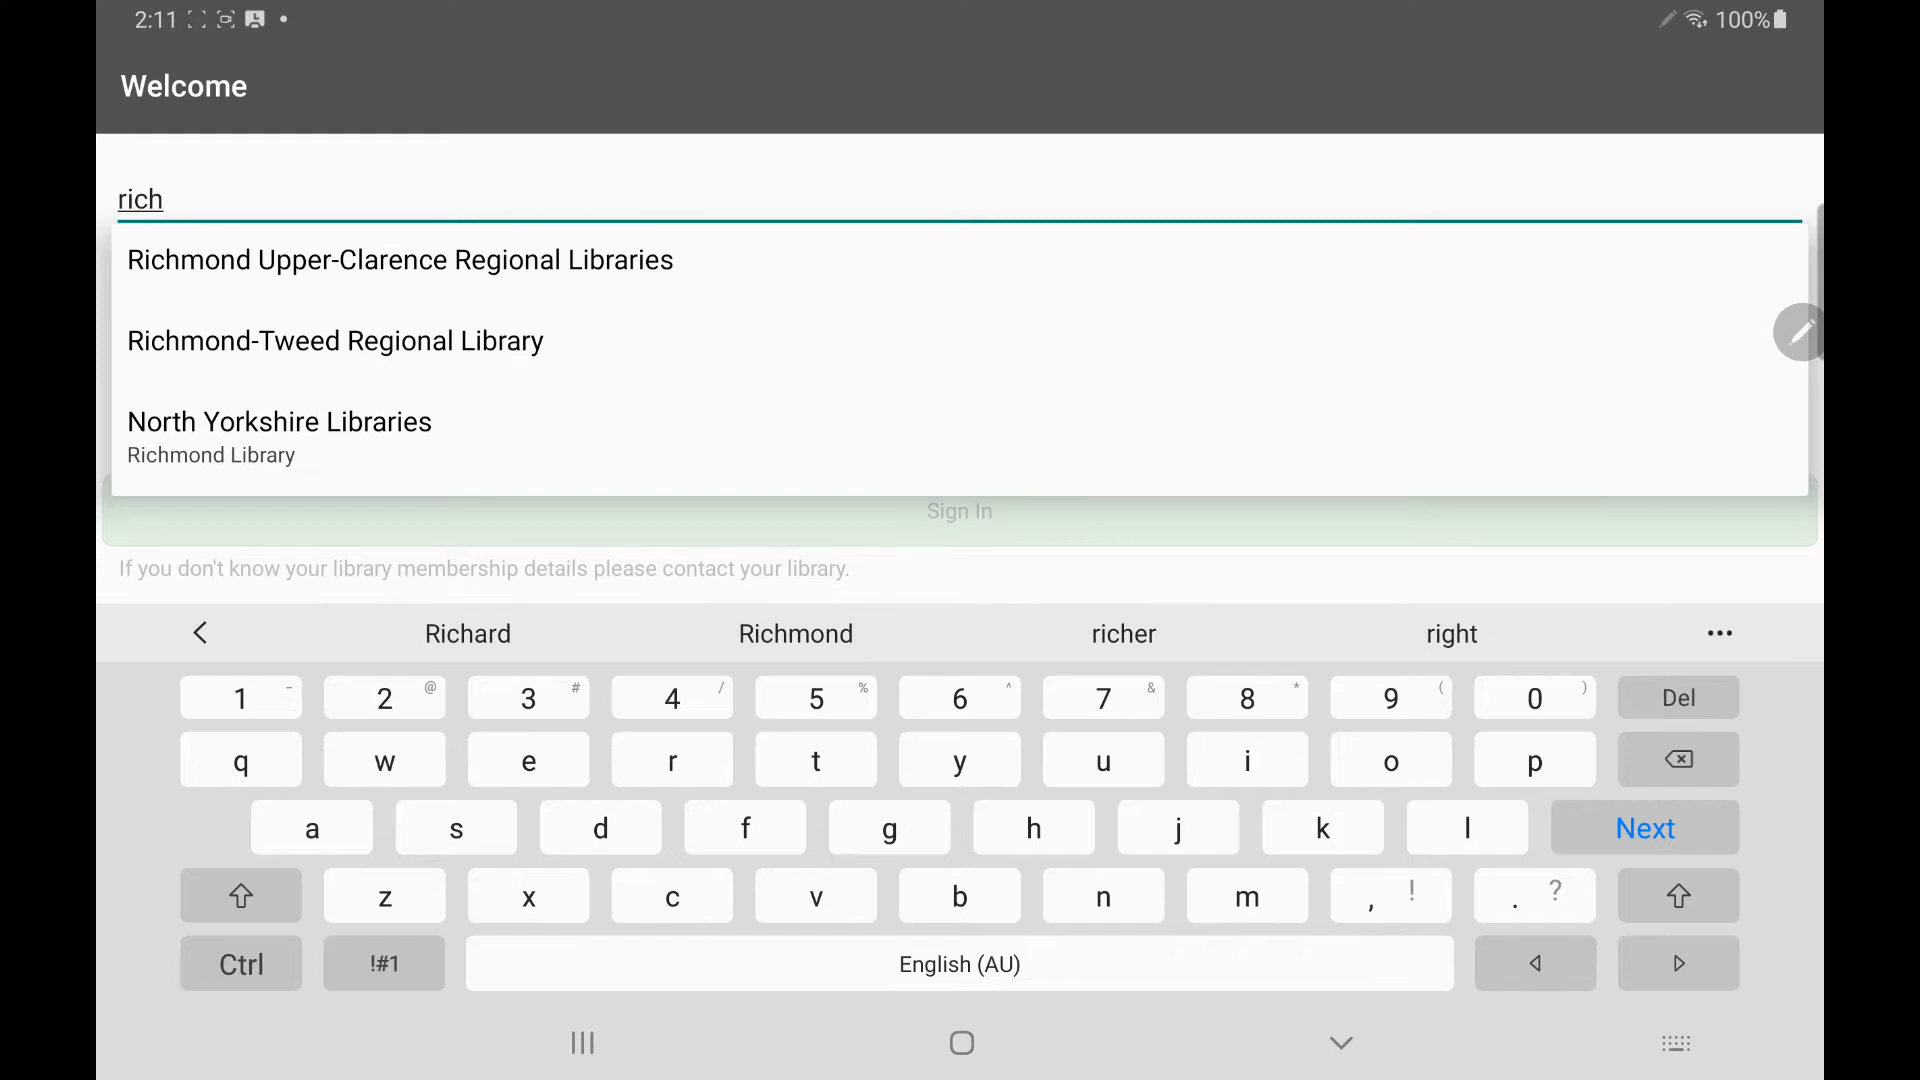 2:11
100%
Welcome
rich
Richmond Upper-Clarence Regional Libraries
Richmond-Tweed Regional Library
North Yorkshire Libraries
Richmond Library
Sign In
If you don't know your library membership details please contact your library.
Richard Richmond richer right
1 - 2 @ 3 # 4 / 5 % 6 ^ 7 & 8 * 9 ( 0 ) Del
q w e r t y u i o p
a s d f g h j k l Next
z x c v b n m , ! . ?
Ctrl !#1 English (AU)